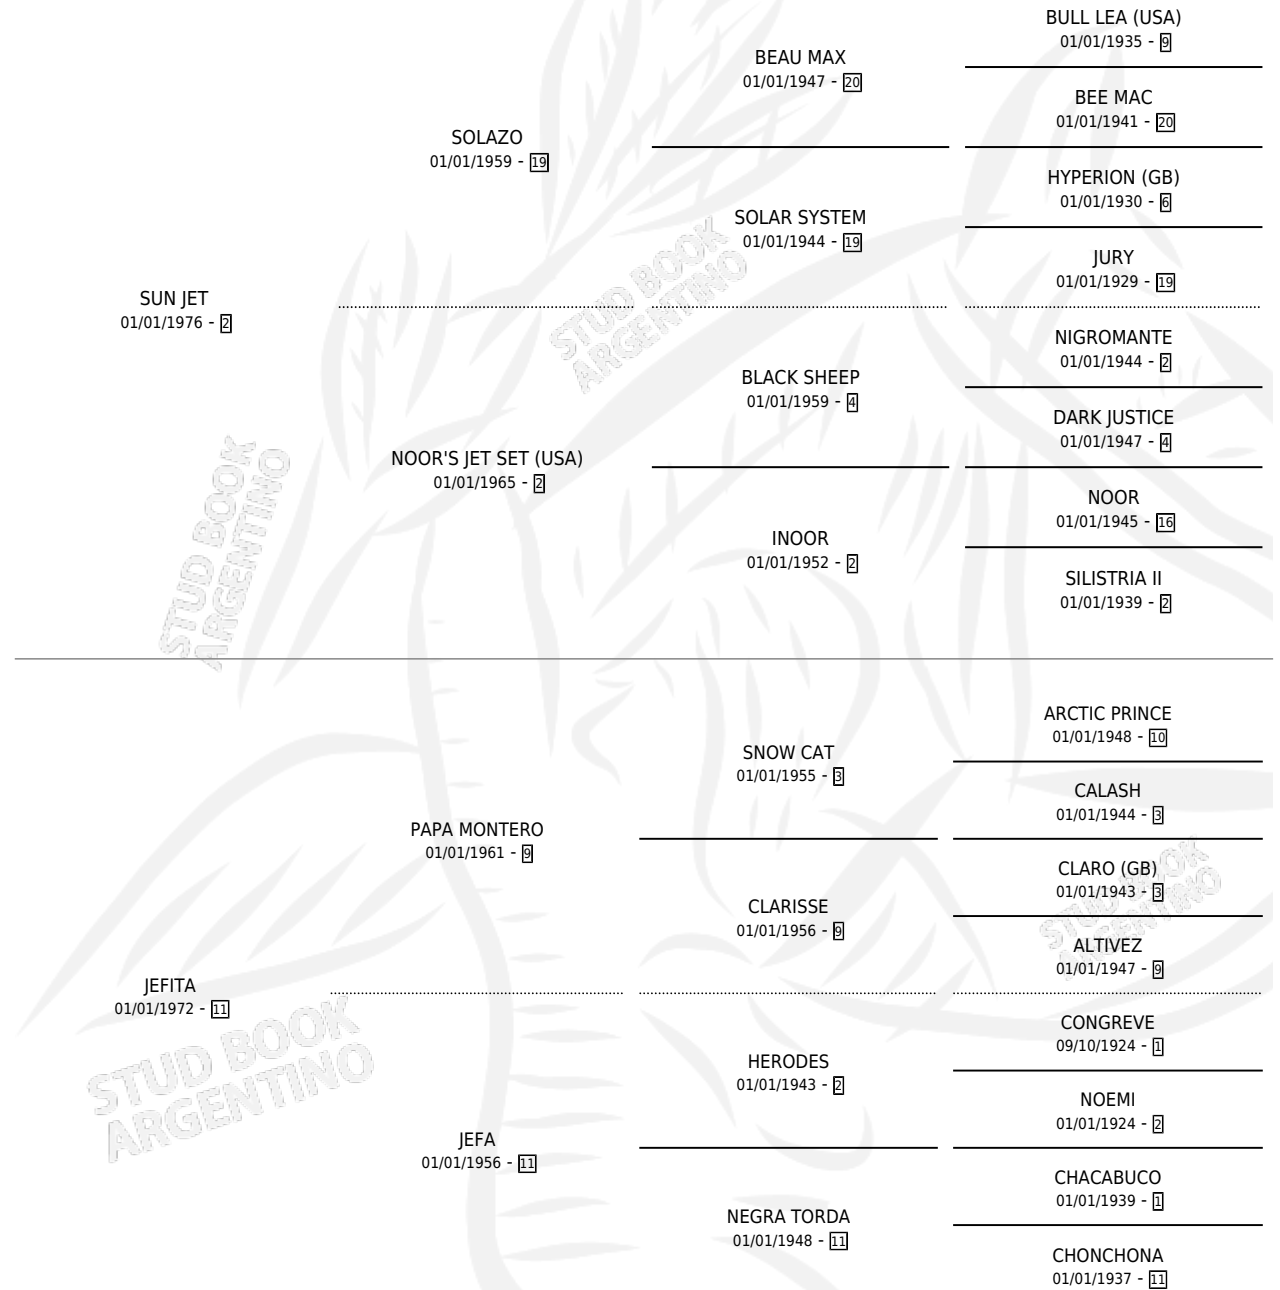 BULL LEA (USA)
01/01/1935 - 9
BEAU MAX
01/01/1947 - 20
BEE MAC
01/01/1941 - 20
SOLAZO
01/01/1959 - 19
HYPERION (GB)
01/01/1930 - 6
SOLAR SYSTEM
01/01/1944 - 19
JURY
01/01/1929 - 19
SUN JET
01/01/1976 - 2
NIGROMANTE
01/01/1944 - 2
BLACK SHEEP
01/01/1959 - 4
DARK JUSTICE
01/01/1947 - 4
NOOR'S JET SET (USA)
01/01/1965 - 2
NOOR
01/01/1945 - 16
INOOR
01/01/1952 - 2
SILISTRIA II
01/01/1939 - 2
ARCTIC PRINCE
01/01/1948 - 10
SNOW CAT
01/01/1955 - 3
CALASH
01/01/1944 - 3
PAPA MONTERO
01/01/1961 - 9
CLARO (GB)
01/01/1943 - 3
CLARISSE
01/01/1956 - 9
ALTIVEZ
01/01/1947 - 9
JEFITA
01/01/1972 - 11
CONGREVE
09/10/1924 - 1
HERODES
01/01/1943 - 2
NOEMI
01/01/1924 - 2
JEFA
01/01/1956 - 11
CHACABUCO
01/01/1939 - 1
NEGRA TORDA
01/01/1948 - 11
CHONCHONA
01/01/1937 - 11
STUD BOOK
ARGENTINO
STUD BOOK
ARGENTINO
STUD BOOK
ARGENTINO
STUD BOOK
ARGENTINO